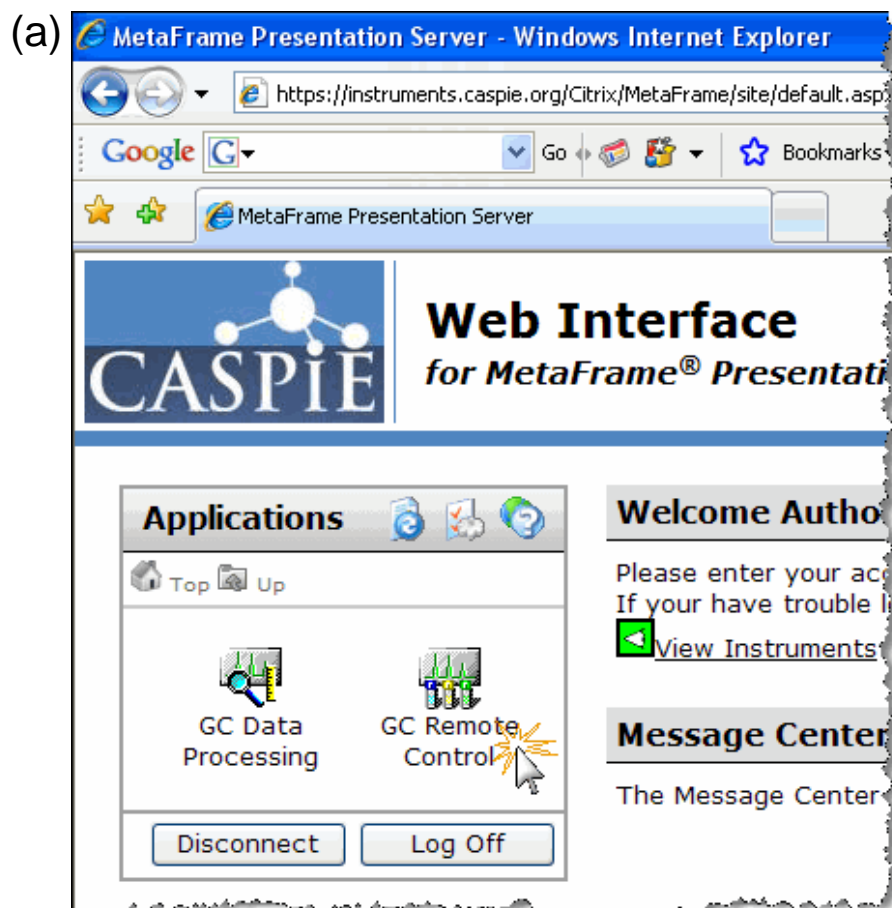 (a)
MetaFrame Presentation Server - Windows Internet Explorer
https://instruments.caspie.org/Citrix/MetaFrame/site/default.asp
Google G Go Bookmarks
MetaFrame Presentation Server
CASPiE
Web Interface
for MetaFrame® Presentati
Applications
Top Up
GC Data Processing
GC Remote Control
Disconnect Log Off
Welcome Autho
Please enter your acc
If your have trouble l
View Instruments
Message Center
The Message Center